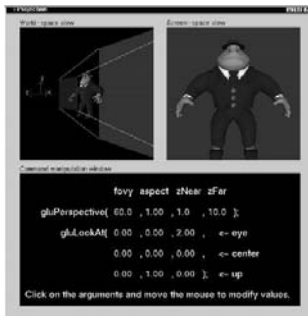 Projection
World-space view
Screen-space view
Command manipulation window
fovy aspect zNear zFar
gluPerspective( 60.0 , 1.00 , 1.0 , 10.0 );
gluLookAt( 0.00 , 0.00 , 2.00 , <- eye
0.00 , 0.00 , 0.00 , <- center
0.00 , 1.00 , 0.00 ); <- up
Click on the arguments and move the mouse to modify values.